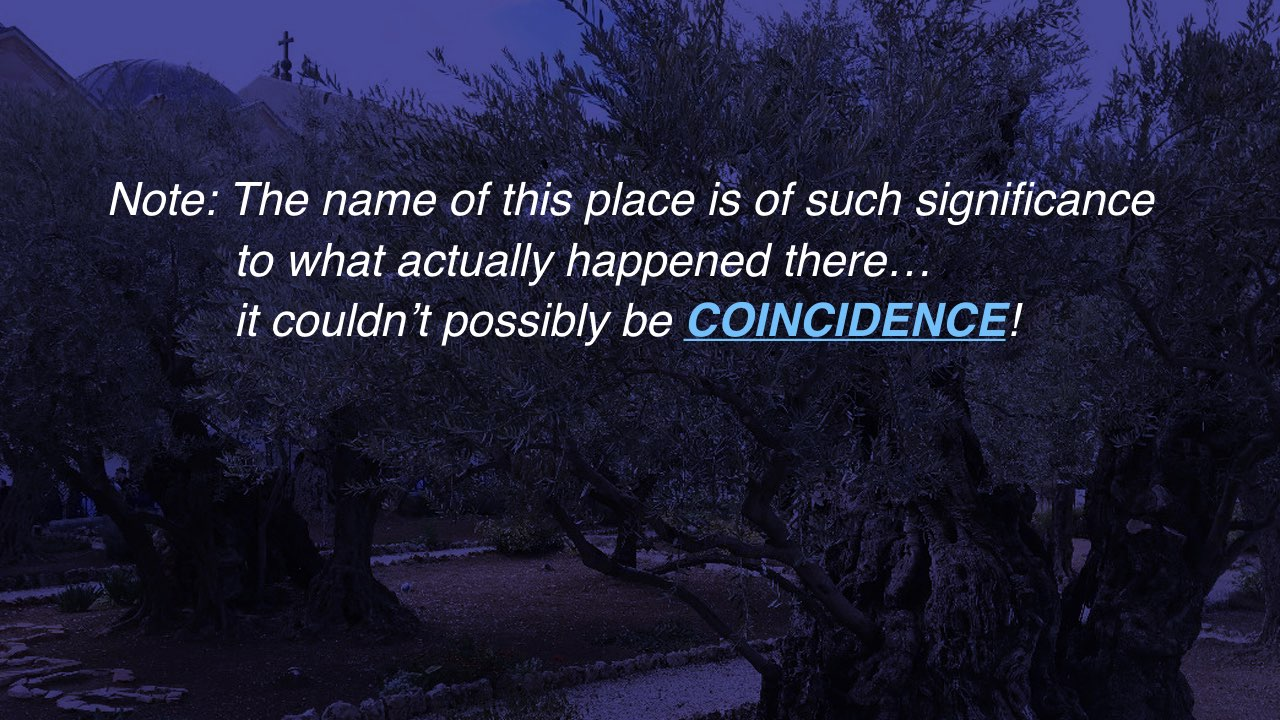 Note: The name of this place is of such significance
to what actually happened there…
it couldn’t possibly be COINCIDENCE!